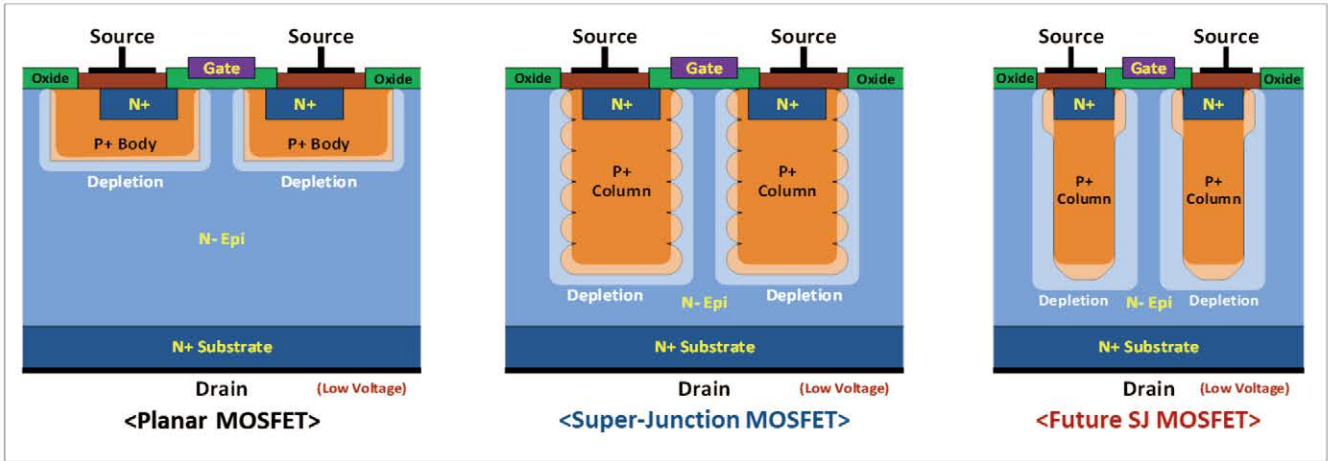 Source Source
Oxide Gate Oxide
N+ N+
P+ Body P+ Body
Depletion Depletion
N- Epi
N+ Substrate
Drain (Low Voltage)
<Planar MOSFET>
Source Source
Oxide Gate Oxide
N+ N+
P+ P+
Column Column
Depletion N- Epi Depletion
N+ Substrate
Drain (Low Voltage)
<Super-Junction MOSFET>
Source Source
Oxide Gate Oxide
N+ N+
P+ P+
Column Column
Depletion N- Epi Depletion
N+ Substrate
Drain (Low Voltage)
<Future SJ MOSFET>